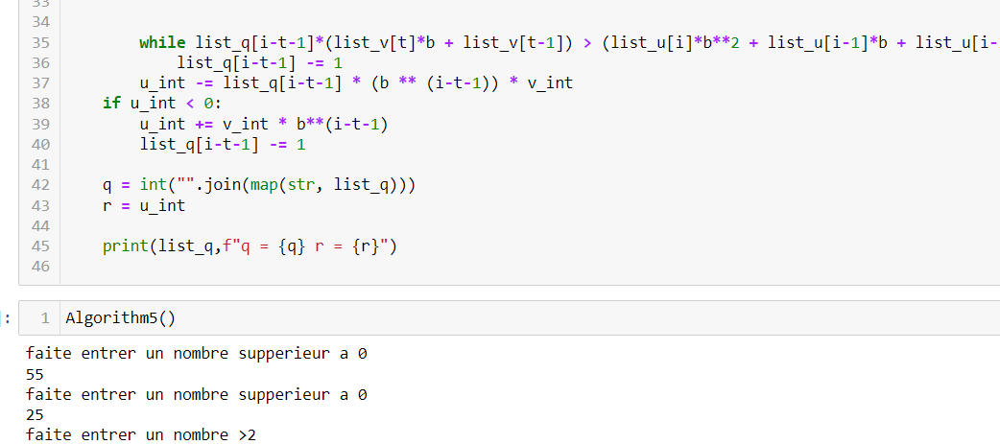 33
34
35 while list_q[i-t-1]*(list_v[t]*b + list_v[t-1]) > (list_u[i]*b**2 + list_u[i-1]*b + list_u[i-
36 list_q[i-t-1] -= 1
37 u_int -= list_q[i-t-1] * (b ** (i-t-1)) * v_int
38 if u_int < 0:
39 u_int += v_int * b**(i-t-1)
40 list_q[i-t-1] -= 1
41
42 q = int("".join(map(str, list_q)))
43 r = u_int
44
45 print(list_q,f"q = {q} r = {r}")
46
]: 1 Algorithm5()
faite entrer un nombre supperieur a 0
55
faite entrer un nombre supperieur a 0
25
faite entrer un nombre >2